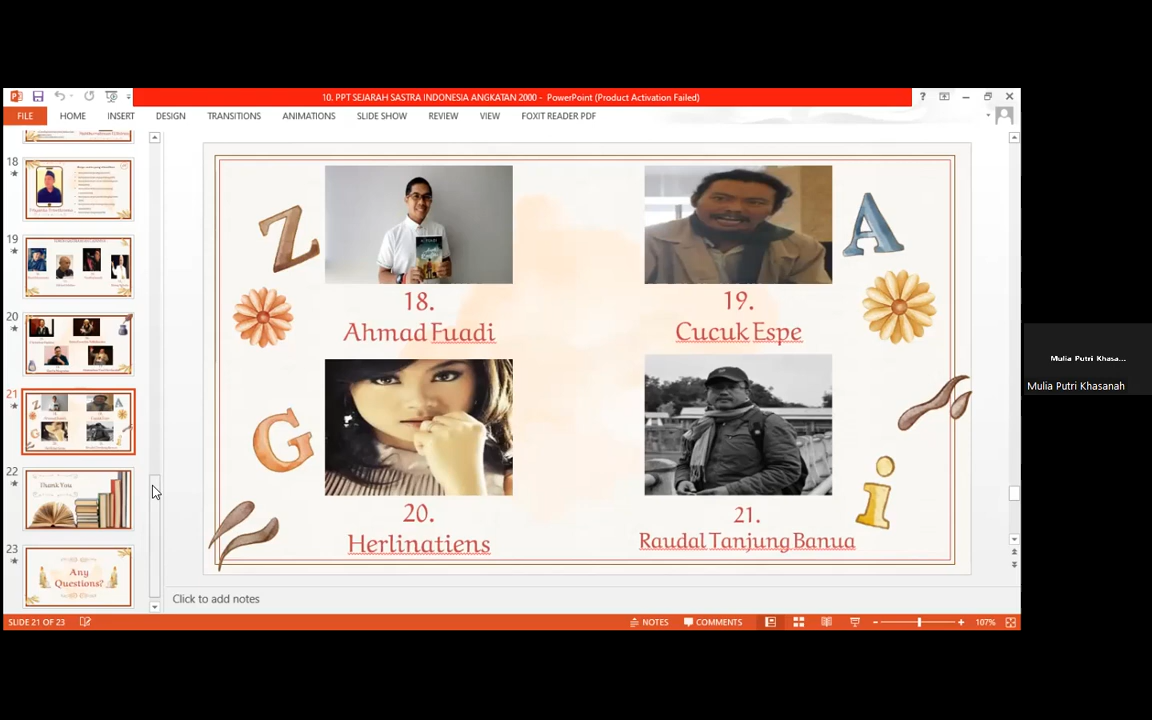 10. PPT SEJARAH SASTRA INDONESIA ANGKATAN 2000 - PowerPoint (Product Activation Failed)
FILE HOME INSERT DESIGN TRANSITIONS ANIMATIONS SLIDE SHOW REVIEW VIEW FOXIT READER PDF
18
19
20
21
22
Thank You
23
Any
Questions?
Z
A
18.
Ahmad Fuadi
19.
Cucuk Espe
G
i
20.
Herlinatiens
21.
Raudal Tanjung Banua
Mulia Putri Khasa...
Mulia Putri Khasanah
Click to add notes
SLIDE 21 OF 23 NOTES COMMENTS 107%